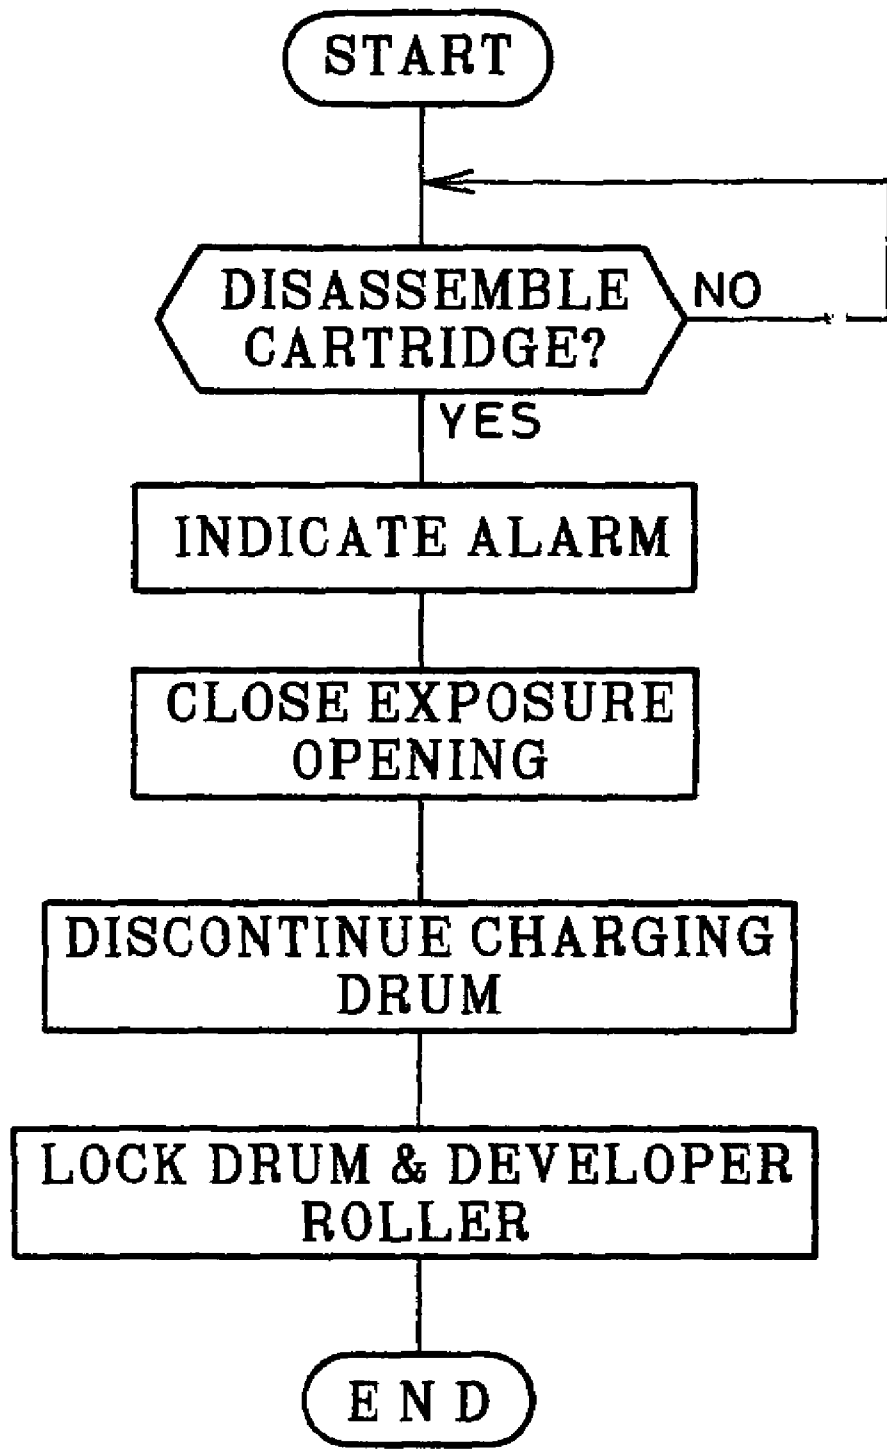 START
DISASSEMBLE
CARTRIDGE?
NO
YES
INDICATE ALARM
CLOSE EXPOSURE
OPENING
DISCONTINUE CHARGING
DRUM
LOCK DRUM & DEVELOPER
ROLLER
END